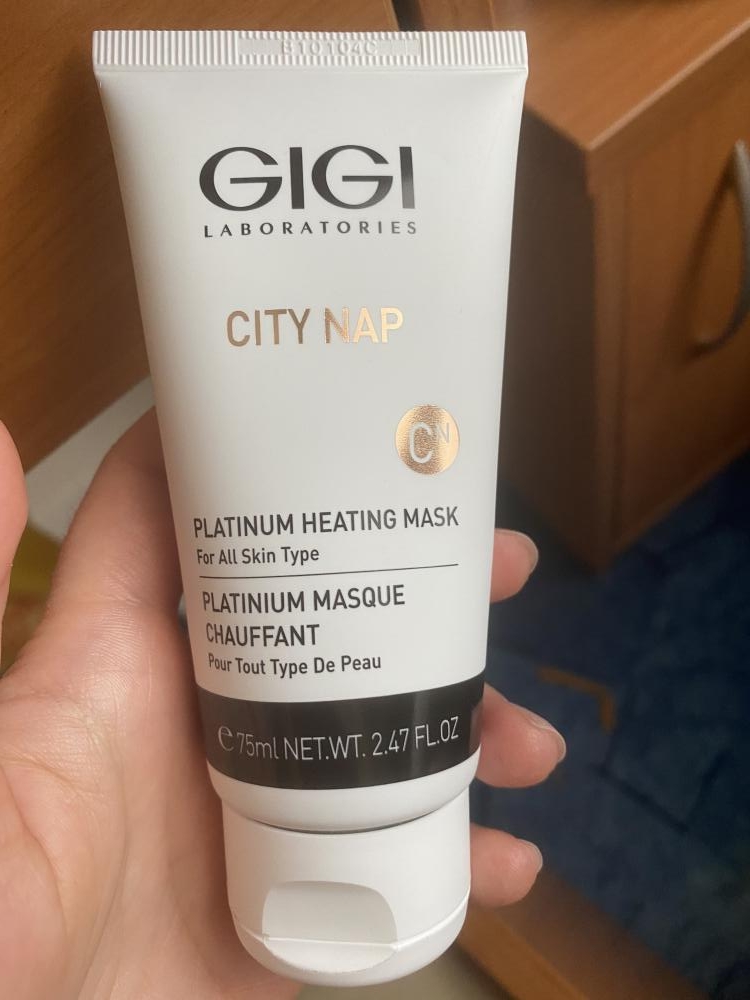 B10104C
GIGI
LABORATORIES
CITY NAP
CN
PLATINUM HEATING MASK
For All Skin Type
PLATINIUM MASQUE
CHAUFFANT
Pour Tout Type De Peau
℮ 75ml NET.WT. 2.47 FL.OZ